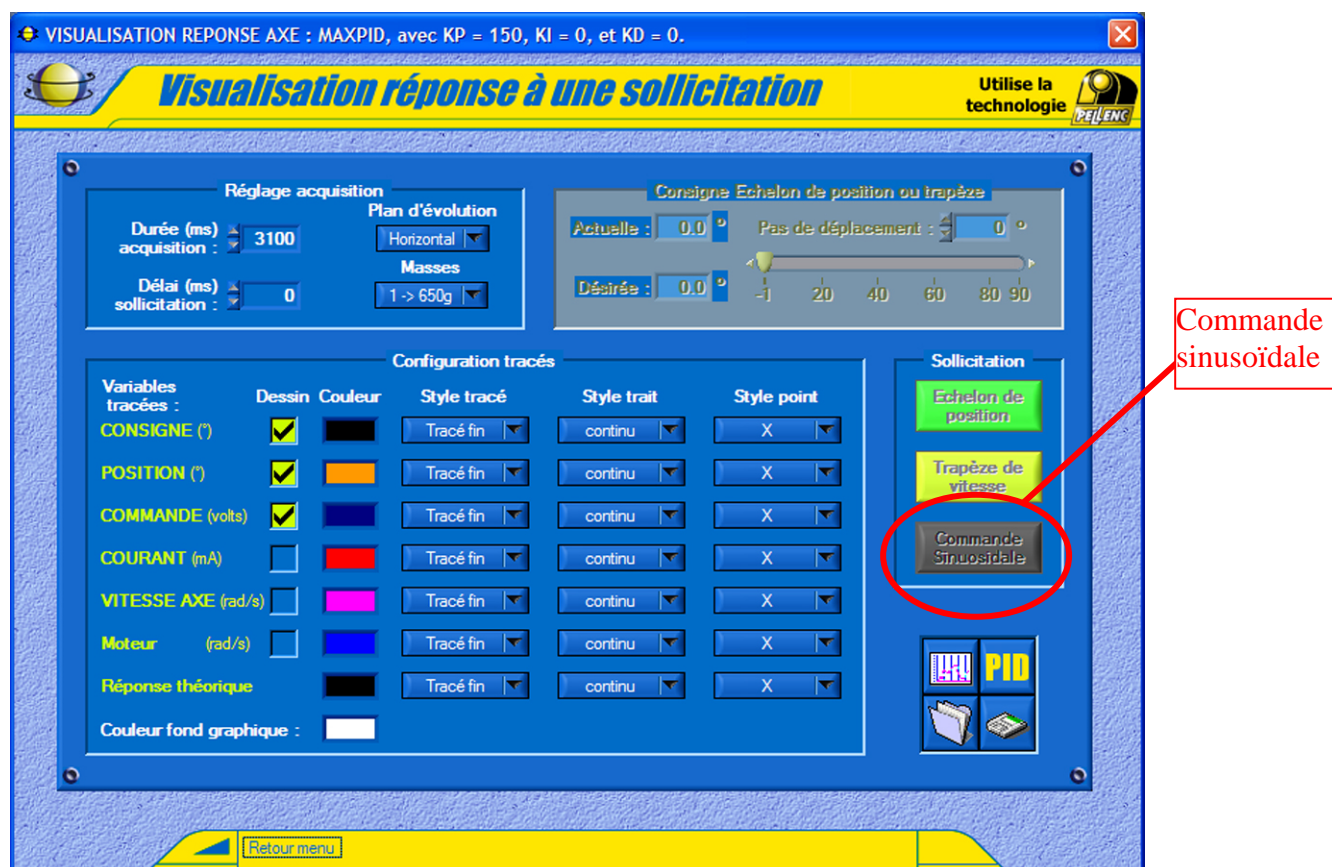 VISUALISATION REPONSE AXE : MAXPID, avec KP = 150, KI = 0, et KD = 0.
Visualisation réponse à une sollicitation
Utilise la
technologie
PELLENC
Réglage acquisition
Durée (ms)
acquisition :
3100
Plan d'évolution
Horizontal
Délai (ms)
sollicitation :
0
Masses
1 -> 650g
Consigne Echelon de position ou trapèze
Actuelle : 0.0 °
Pas de déplacement : 0 °
Désirée : 0.0 °
-1 20 40 60 80 90
Commande
sinusoïdale
Configuration tracés
Variables
tracées :
Dessin Couleur Style tracé Style trait Style point
CONSIGNE (°) Tracé fin continu X
POSITION (°) Tracé fin continu X
COMMANDE (volts) Tracé fin continu X
COURANT (mA) Tracé fin continu X
VITESSE AXE (rad/s) Tracé fin continu X
Moteur (rad/s) Tracé fin continu X
Réponse théorique Tracé fin continu X
Couleur fond graphique :
Sollicitation
Echelon de
position
Trapèze de
vitesse
Commande
Sinuosidale
PID
Retour menu